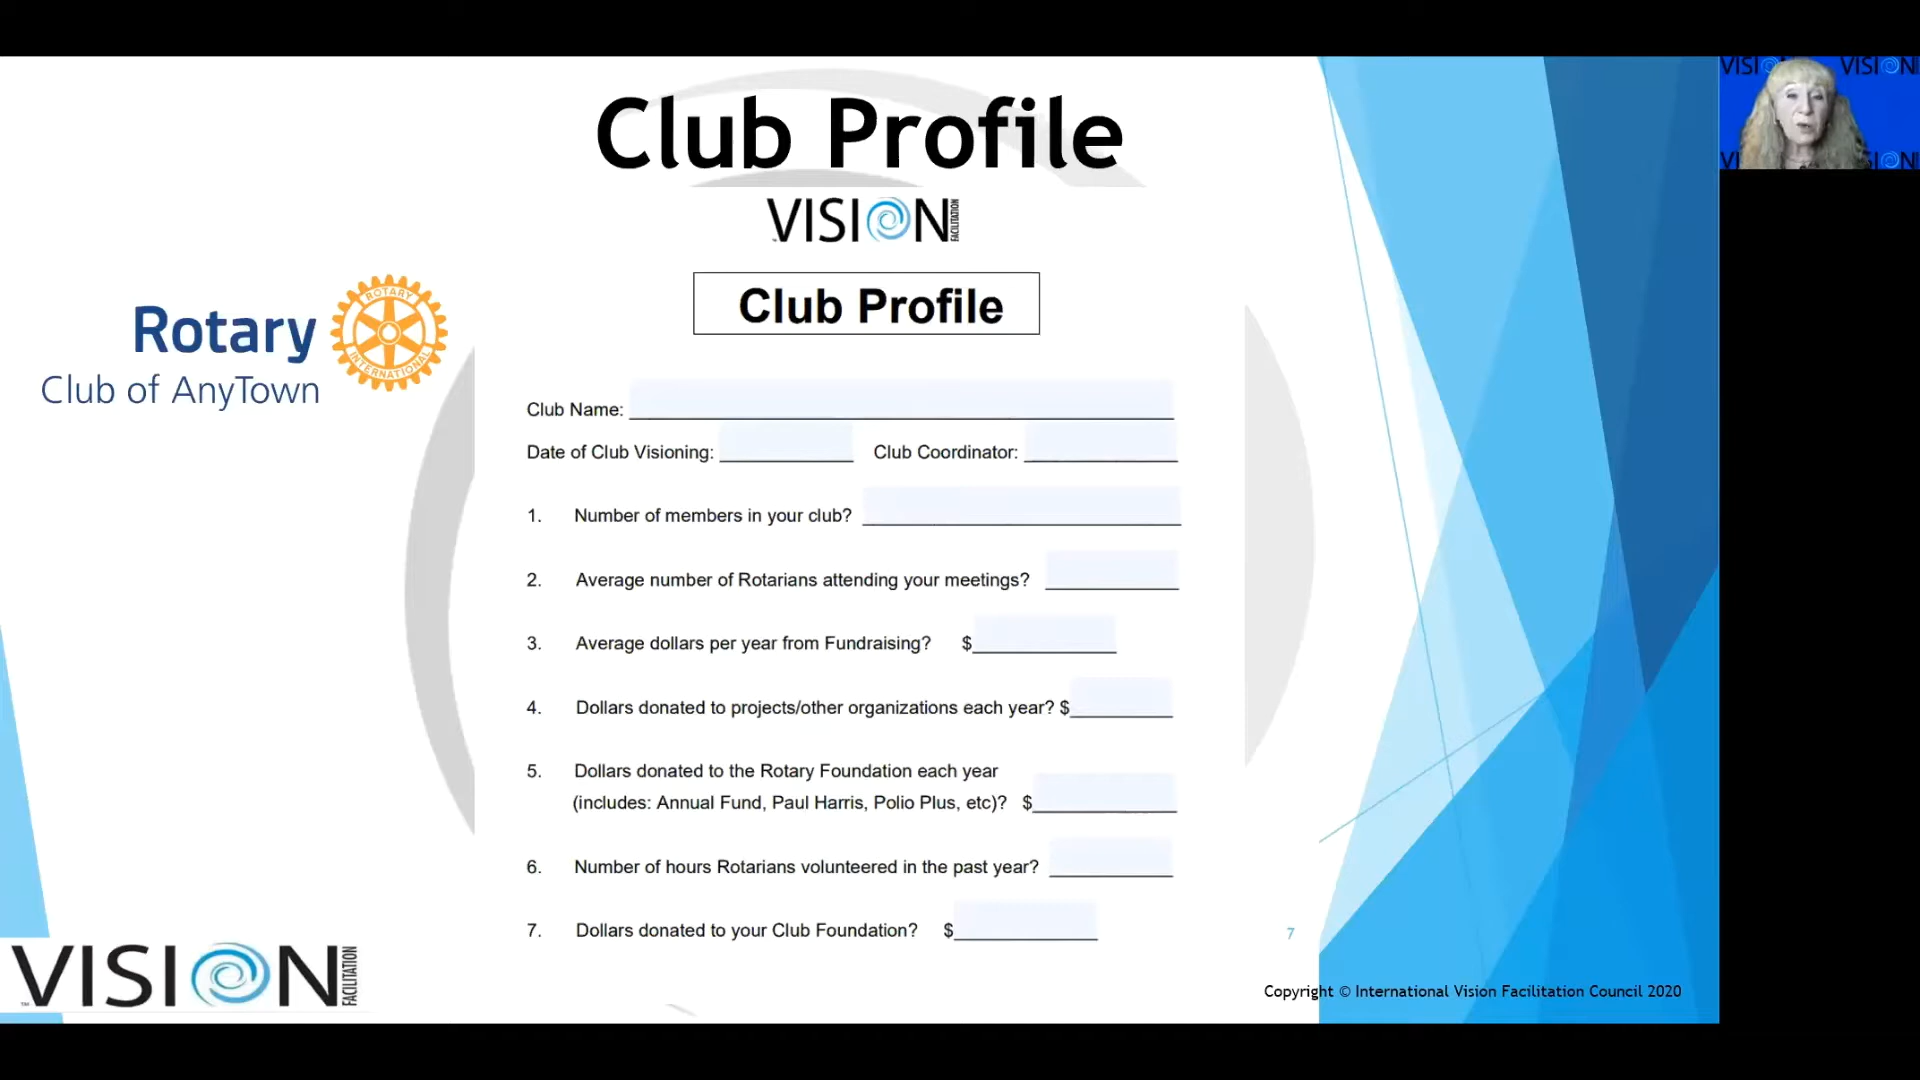 Club Profile
VISION FACILITATION
Club Profile
Rotary
Club of AnyTown
ROTARY INTERNATIONAL
Club Name:
Date of Club Visioning: Club Coordinator:
1. Number of members in your club?
2. Average number of Rotarians attending your meetings?
3. Average dollars per year from Fundraising? $
4. Dollars donated to projects/other organizations each year? $
5. Dollars donated to the Rotary Foundation each year
(includes: Annual Fund, Paul Harris, Polio Plus, etc)? $
6. Number of hours Rotarians volunteered in the past year?
7. Dollars donated to your Club Foundation? $
7
VISION FACILITATION
™
Copyright © International Vision Facilitation Council 2020
VISION VISION